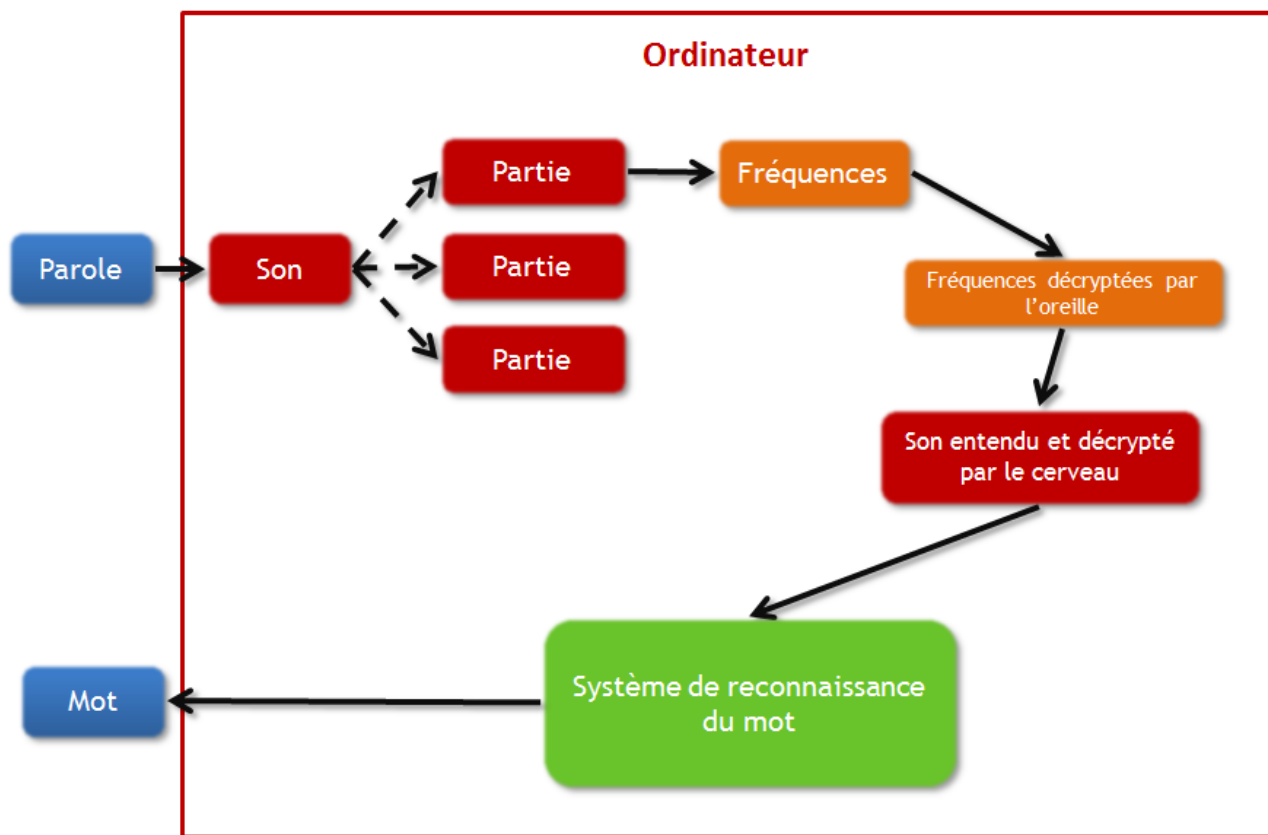 Ordinateur
Parole
Son
Partie
Partie
Partie
Fréquences
Fréquences décryptées par
l’oreille
Son entendu et décrypté
par le cerveau
Système de reconnaissance
du mot
Mot